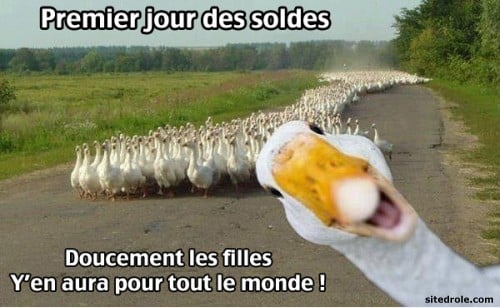 Premier jour des soldes
Doucement les filles
Y'en aura pour tout le monde !
sitedrole.com